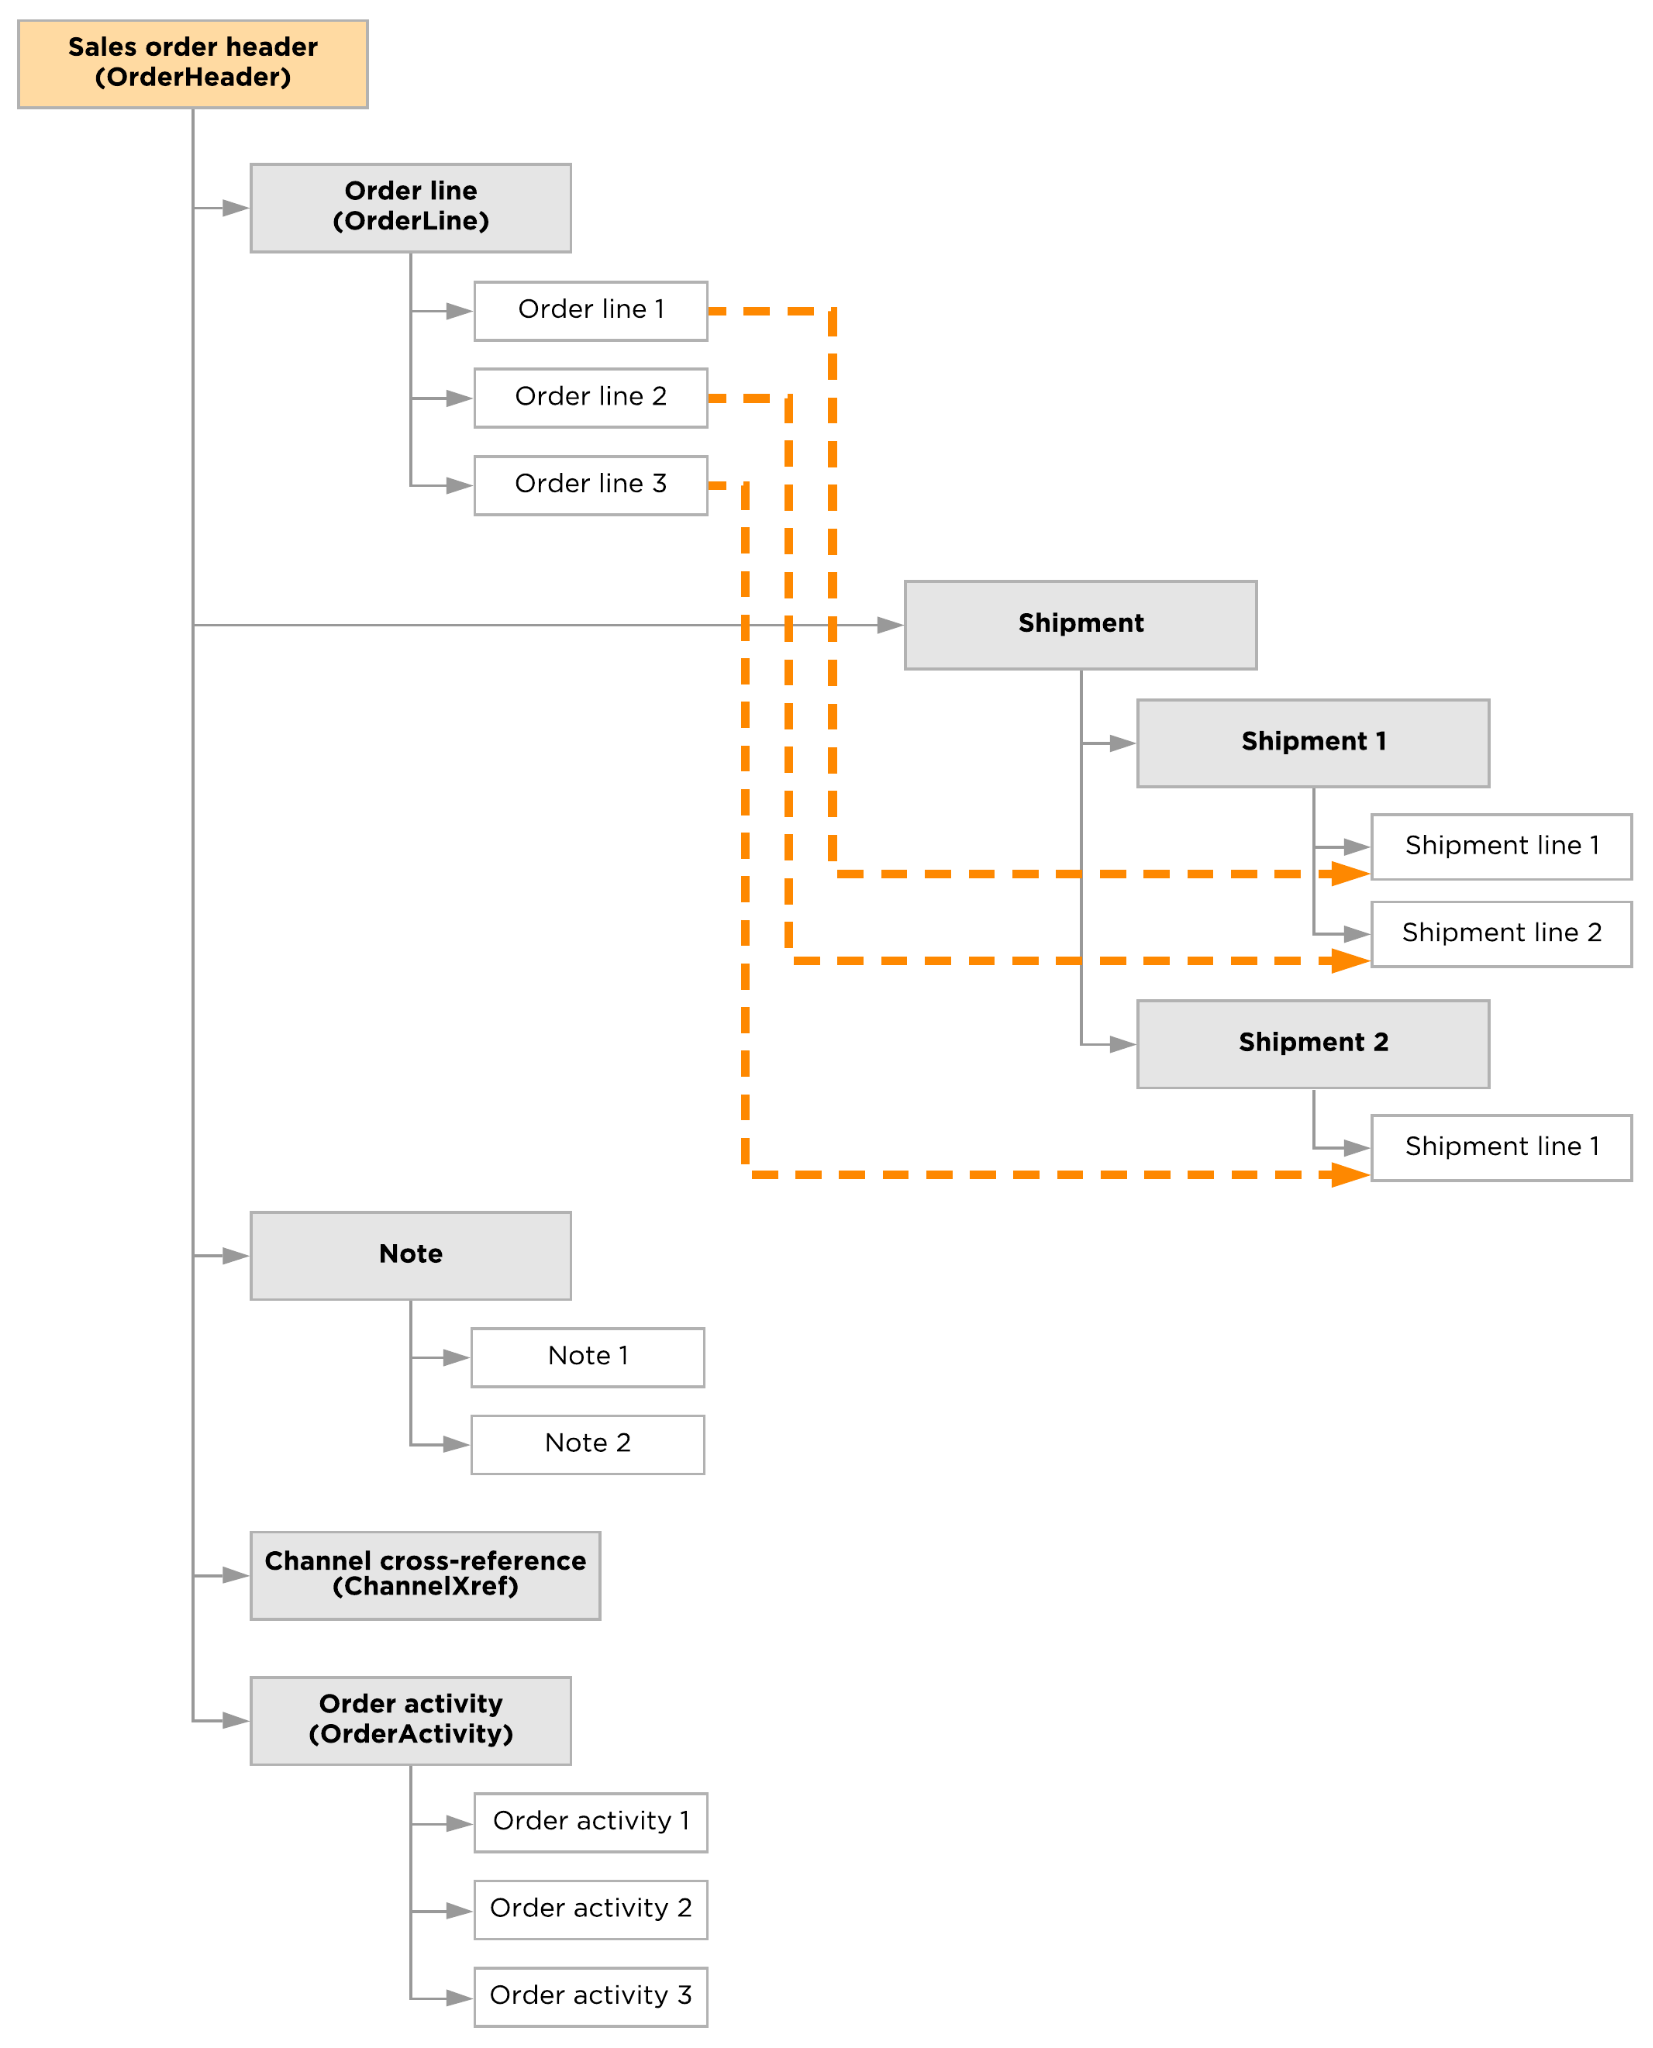 Sales order header
(OrderHeader)
Order line
(OrderLine)
Order line 1
Order line 2
Order line 3
Shipment
Shipment 1
Shipment line 1
Shipment line 2
Shipment 2
Shipment line 1
Note
Note 1
Note 2
Channel cross-reference
(ChannelXref)
Order activity
(OrderActivity)
Order activity 1
Order activity 2
Order activity 3